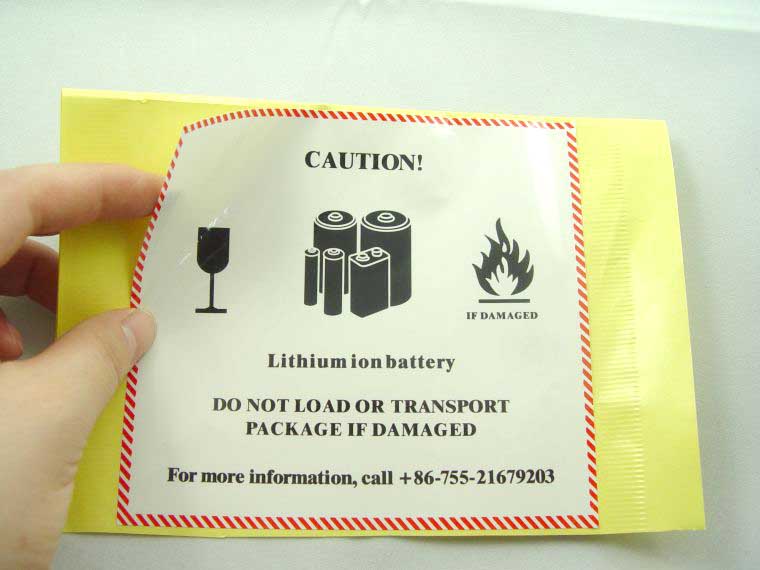 CAUTION!
IF DAMAGED
Lithium ion battery
DO NOT LOAD OR TRANSPORT
PACKAGE IF DAMAGED
For more information, call +86-755-21679203